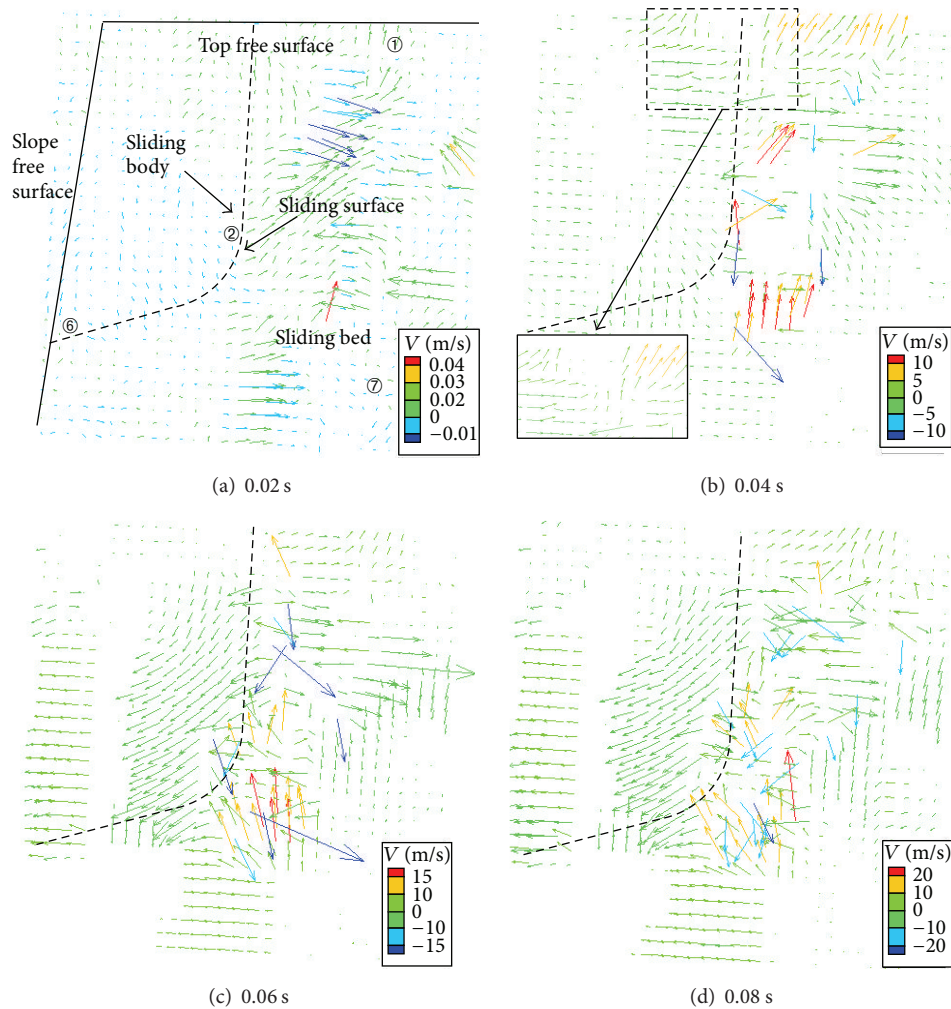 Top free surface
①
Slope
free
surface
Sliding
body
Sliding surface
②
⑥
Sliding bed
⑦
V (m/s)
0.04
0.03
0.02
0
−0.01
(a) 0.02 s
V (m/s)
10
5
0
−5
−10
(b) 0.04 s
V (m/s)
15
10
0
−10
−15
(c) 0.06 s
V (m/s)
20
10
0
−10
−20
(d) 0.08 s